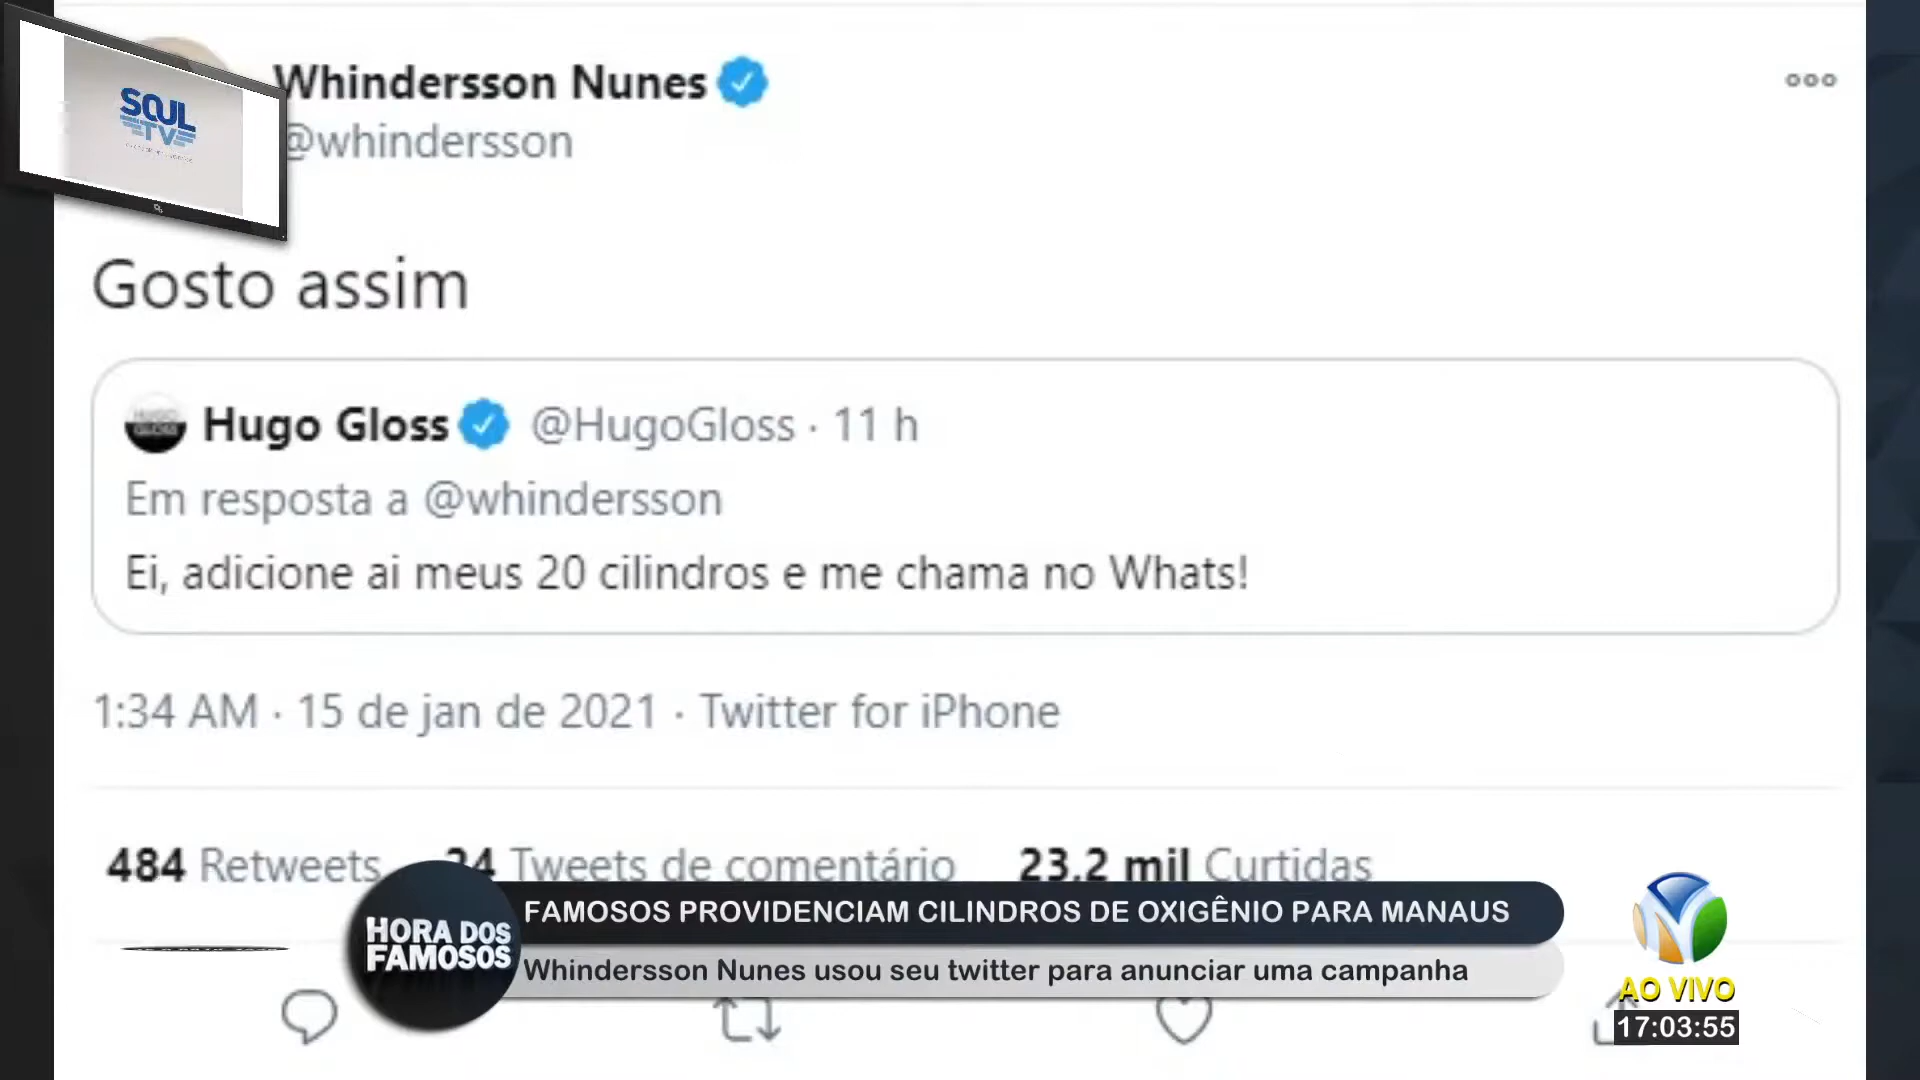 SOUL
TV
Whindersson Nunes
@whindersson
Gosto assim
Hugo Gloss @HugoGloss · 11 h
Em resposta a @whindersson
Ei, adicione ai meus 20 cilindros e me chama no Whats!
1:34 AM · 15 de jan de 2021 · Twitter for iPhone
484 Retweets 24 Tweets de comentário 23,2 mil Curtidas
HORA DOS
FAMOSOS
FAMOSOS PROVIDENCIAM CILINDROS DE OXIGÊNIO PARA MANAUS
Whindersson Nunes usou seu twitter para anunciar uma campanha
AO VIVO
17:03:55